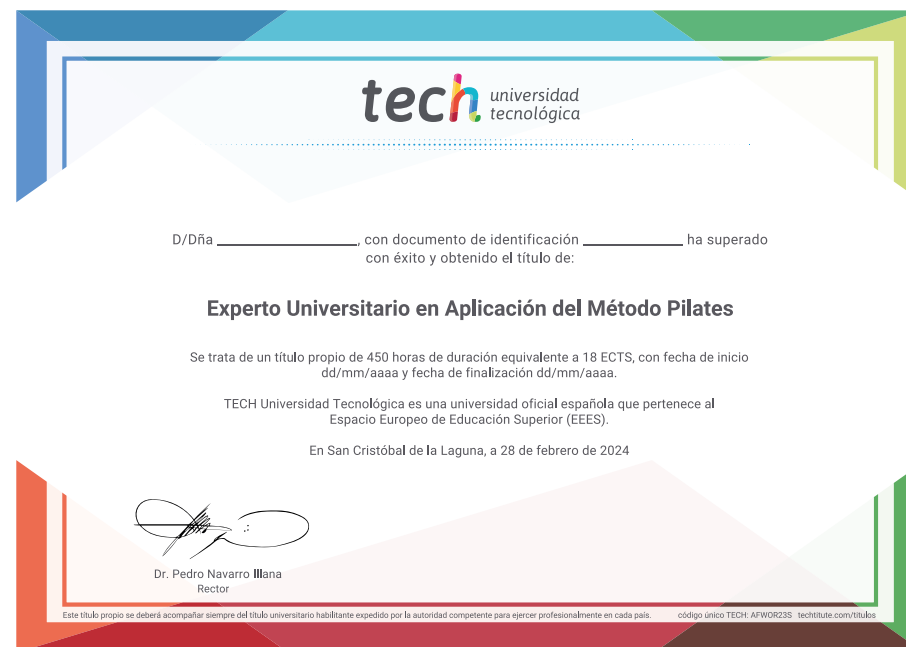 tech universidad
tecnológica
D/Dña ____________________, con documento de identificación ______________ ha superado
con éxito y obtenido el título de:
Experto Universitario en Aplicación del Método Pilates
Se trata de un título propio de 450 horas de duración equivalente a 18 ECTS, con fecha de inicio
dd/mm/aaaa y fecha de finalización dd/mm/aaaa.
TECH Universidad Tecnológica es una universidad oficial española que pertenece al
Espacio Europeo de Educación Superior (EEES).
En San Cristóbal de la Laguna, a 28 de febrero de 2024
Dr. Pedro Navarro Illana
Rector
Este título propio se deberá acompañar siempre del título universitario habilitante expedido por la autoridad competente para ejercer profesionalmente en cada país. código único TECH: AFWOR23S techtitute.com/titulos